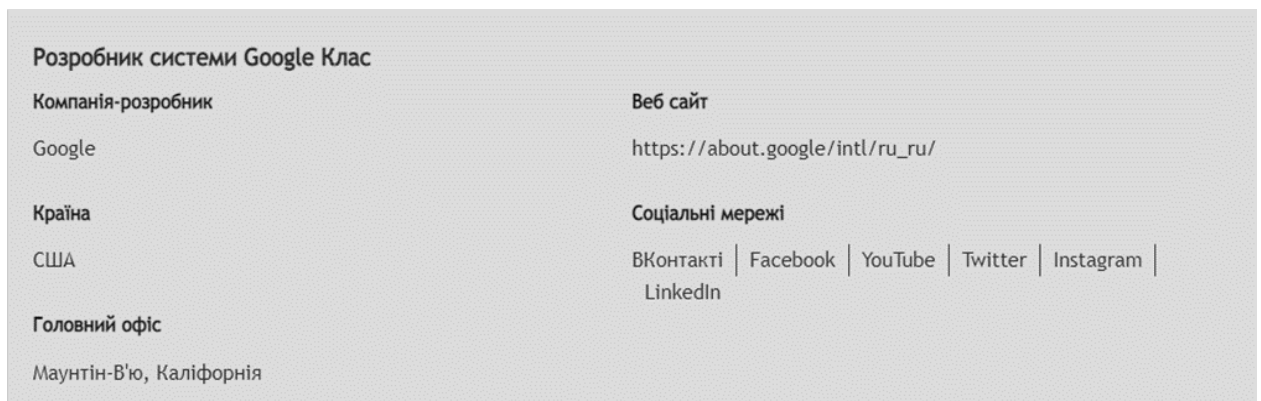 Розробник системи Google Клас
Компанія-розробник
Google
Країна
США
Головний офіс
Маунтін-В'ю, Каліфорнія
Веб сайт
https://about.google/intl/ru_ru/
Соціальні мережі
ВКонтакті | Facebook | YouTube | Twitter | Instagram |
LinkedIn